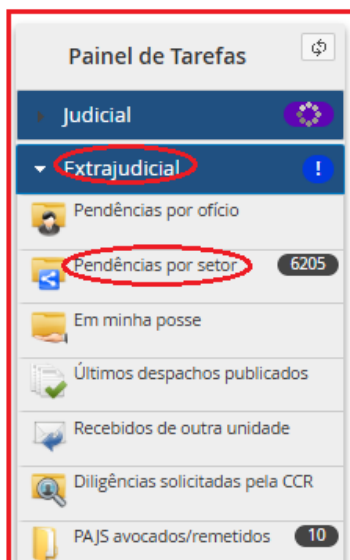 Painel de Tarefas
Judicial
Extrajudicial !
Pendências por ofício
Pendências por setor 6205
Em minha posse
Últimos despachos publicados
Recebidos de outra unidade
Diligências solicitadas pela CCR
PAJS avocados/remetidos 10